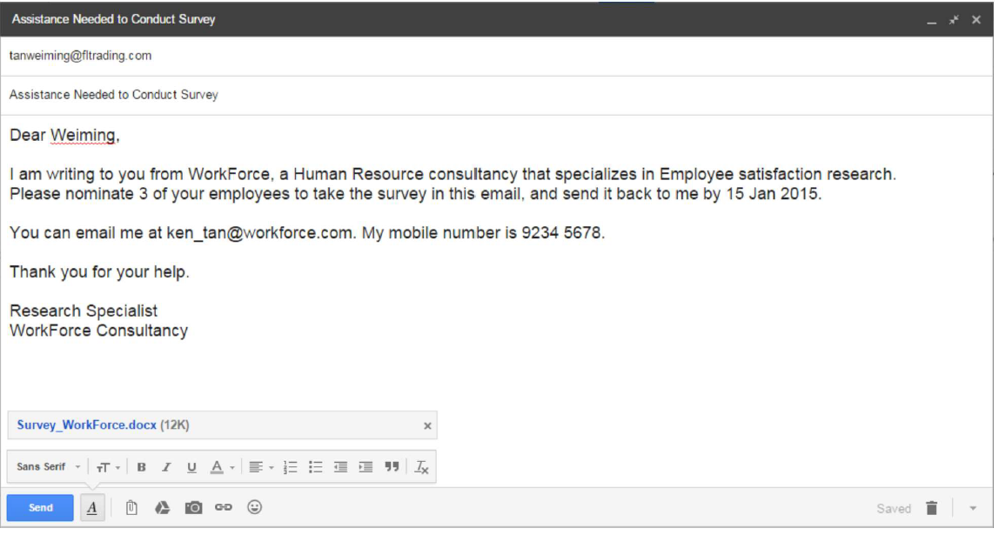 Assistance Needed to Conduct Survey
tanweiming@fltrading.com
Assistance Needed to Conduct Survey
Dear Weiming,
I am writing to you from WorkForce, a Human Resource consultancy that specializes in Employee satisfaction research.
Please nominate 3 of your employees to take the survey in this email, and send it back to me by 15 Jan 2015.
You can email me at ken_tan@workforce.com. My mobile number is 9234 5678.
Thank you for your help.
Research Specialist
WorkForce Consultancy
Survey_WorkForce.docx (12K)
Sans Serif
Send
Saved